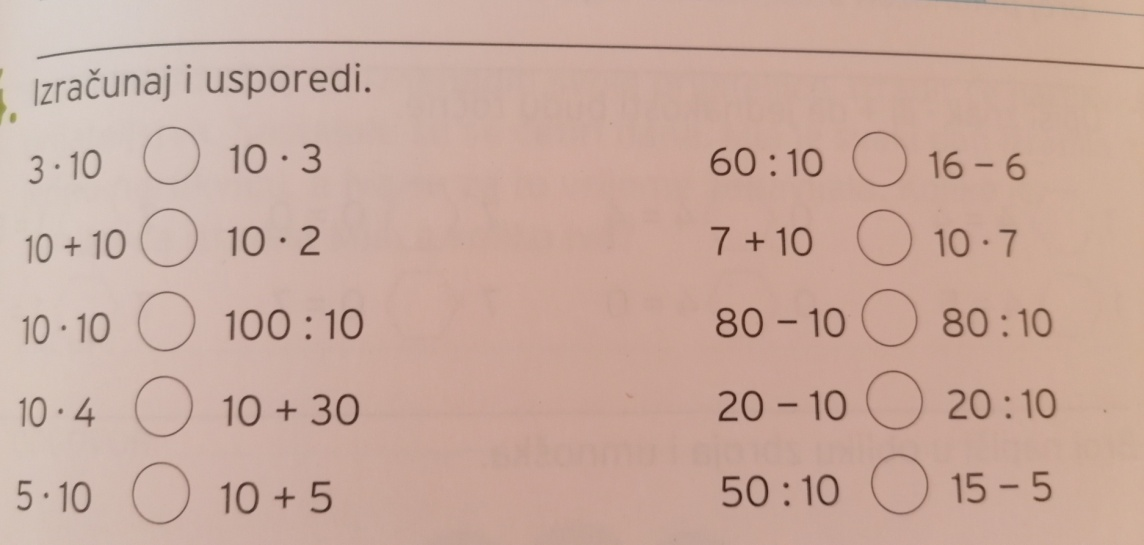 Izračunaj i usporedi.
3 · 10 ◯ 10 · 3
10 + 10 ◯ 10 · 2
10 · 10 ◯ 100 : 10
10 · 4 ◯ 10 + 30
5 · 10 ◯ 10 + 5
60 : 10 ◯ 16 – 6
7 + 10 ◯ 10 · 7
80 – 10 ◯ 80 : 10
20 – 10 ◯ 20 : 10
50 : 10 ◯ 15 – 5